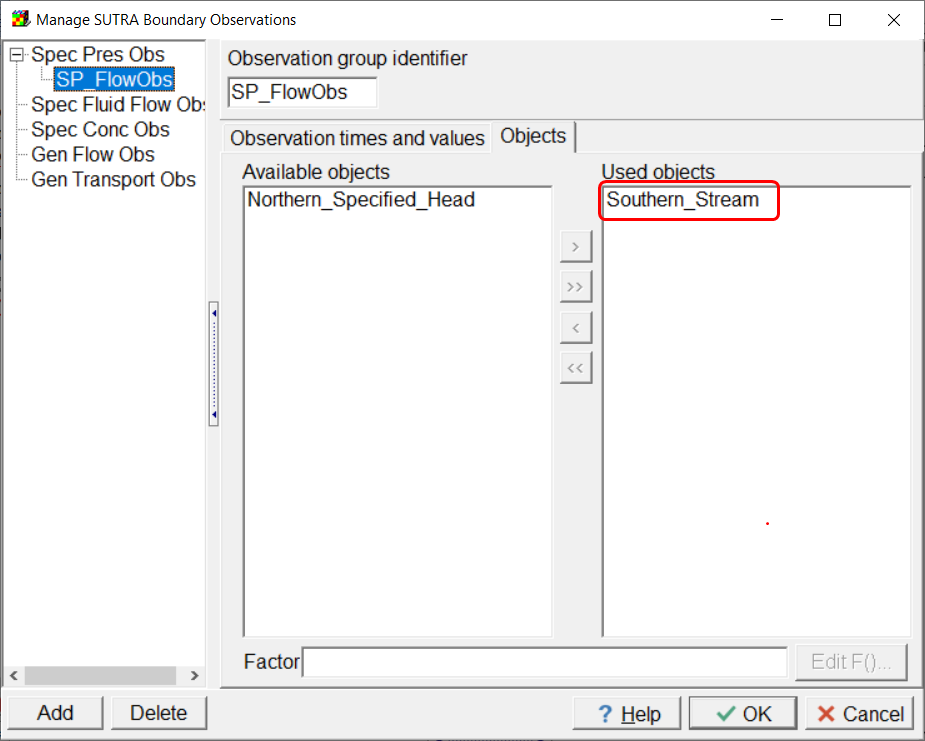 Manage SUTRA Boundary Observations
Spec Pres Obs
SP_FlowObs
Spec Fluid Flow Obs
Spec Conc Obs
Gen Flow Obs
Gen Transport Obs
Observation group identifier
SP_FlowObs
Observation times and values
Objects
Available objects
Northern_Specified_Head
Used objects
Southern_Stream
>
>>
<
<<
Factor
Edit F()...
Add
Delete
? Help
OK
Cancel